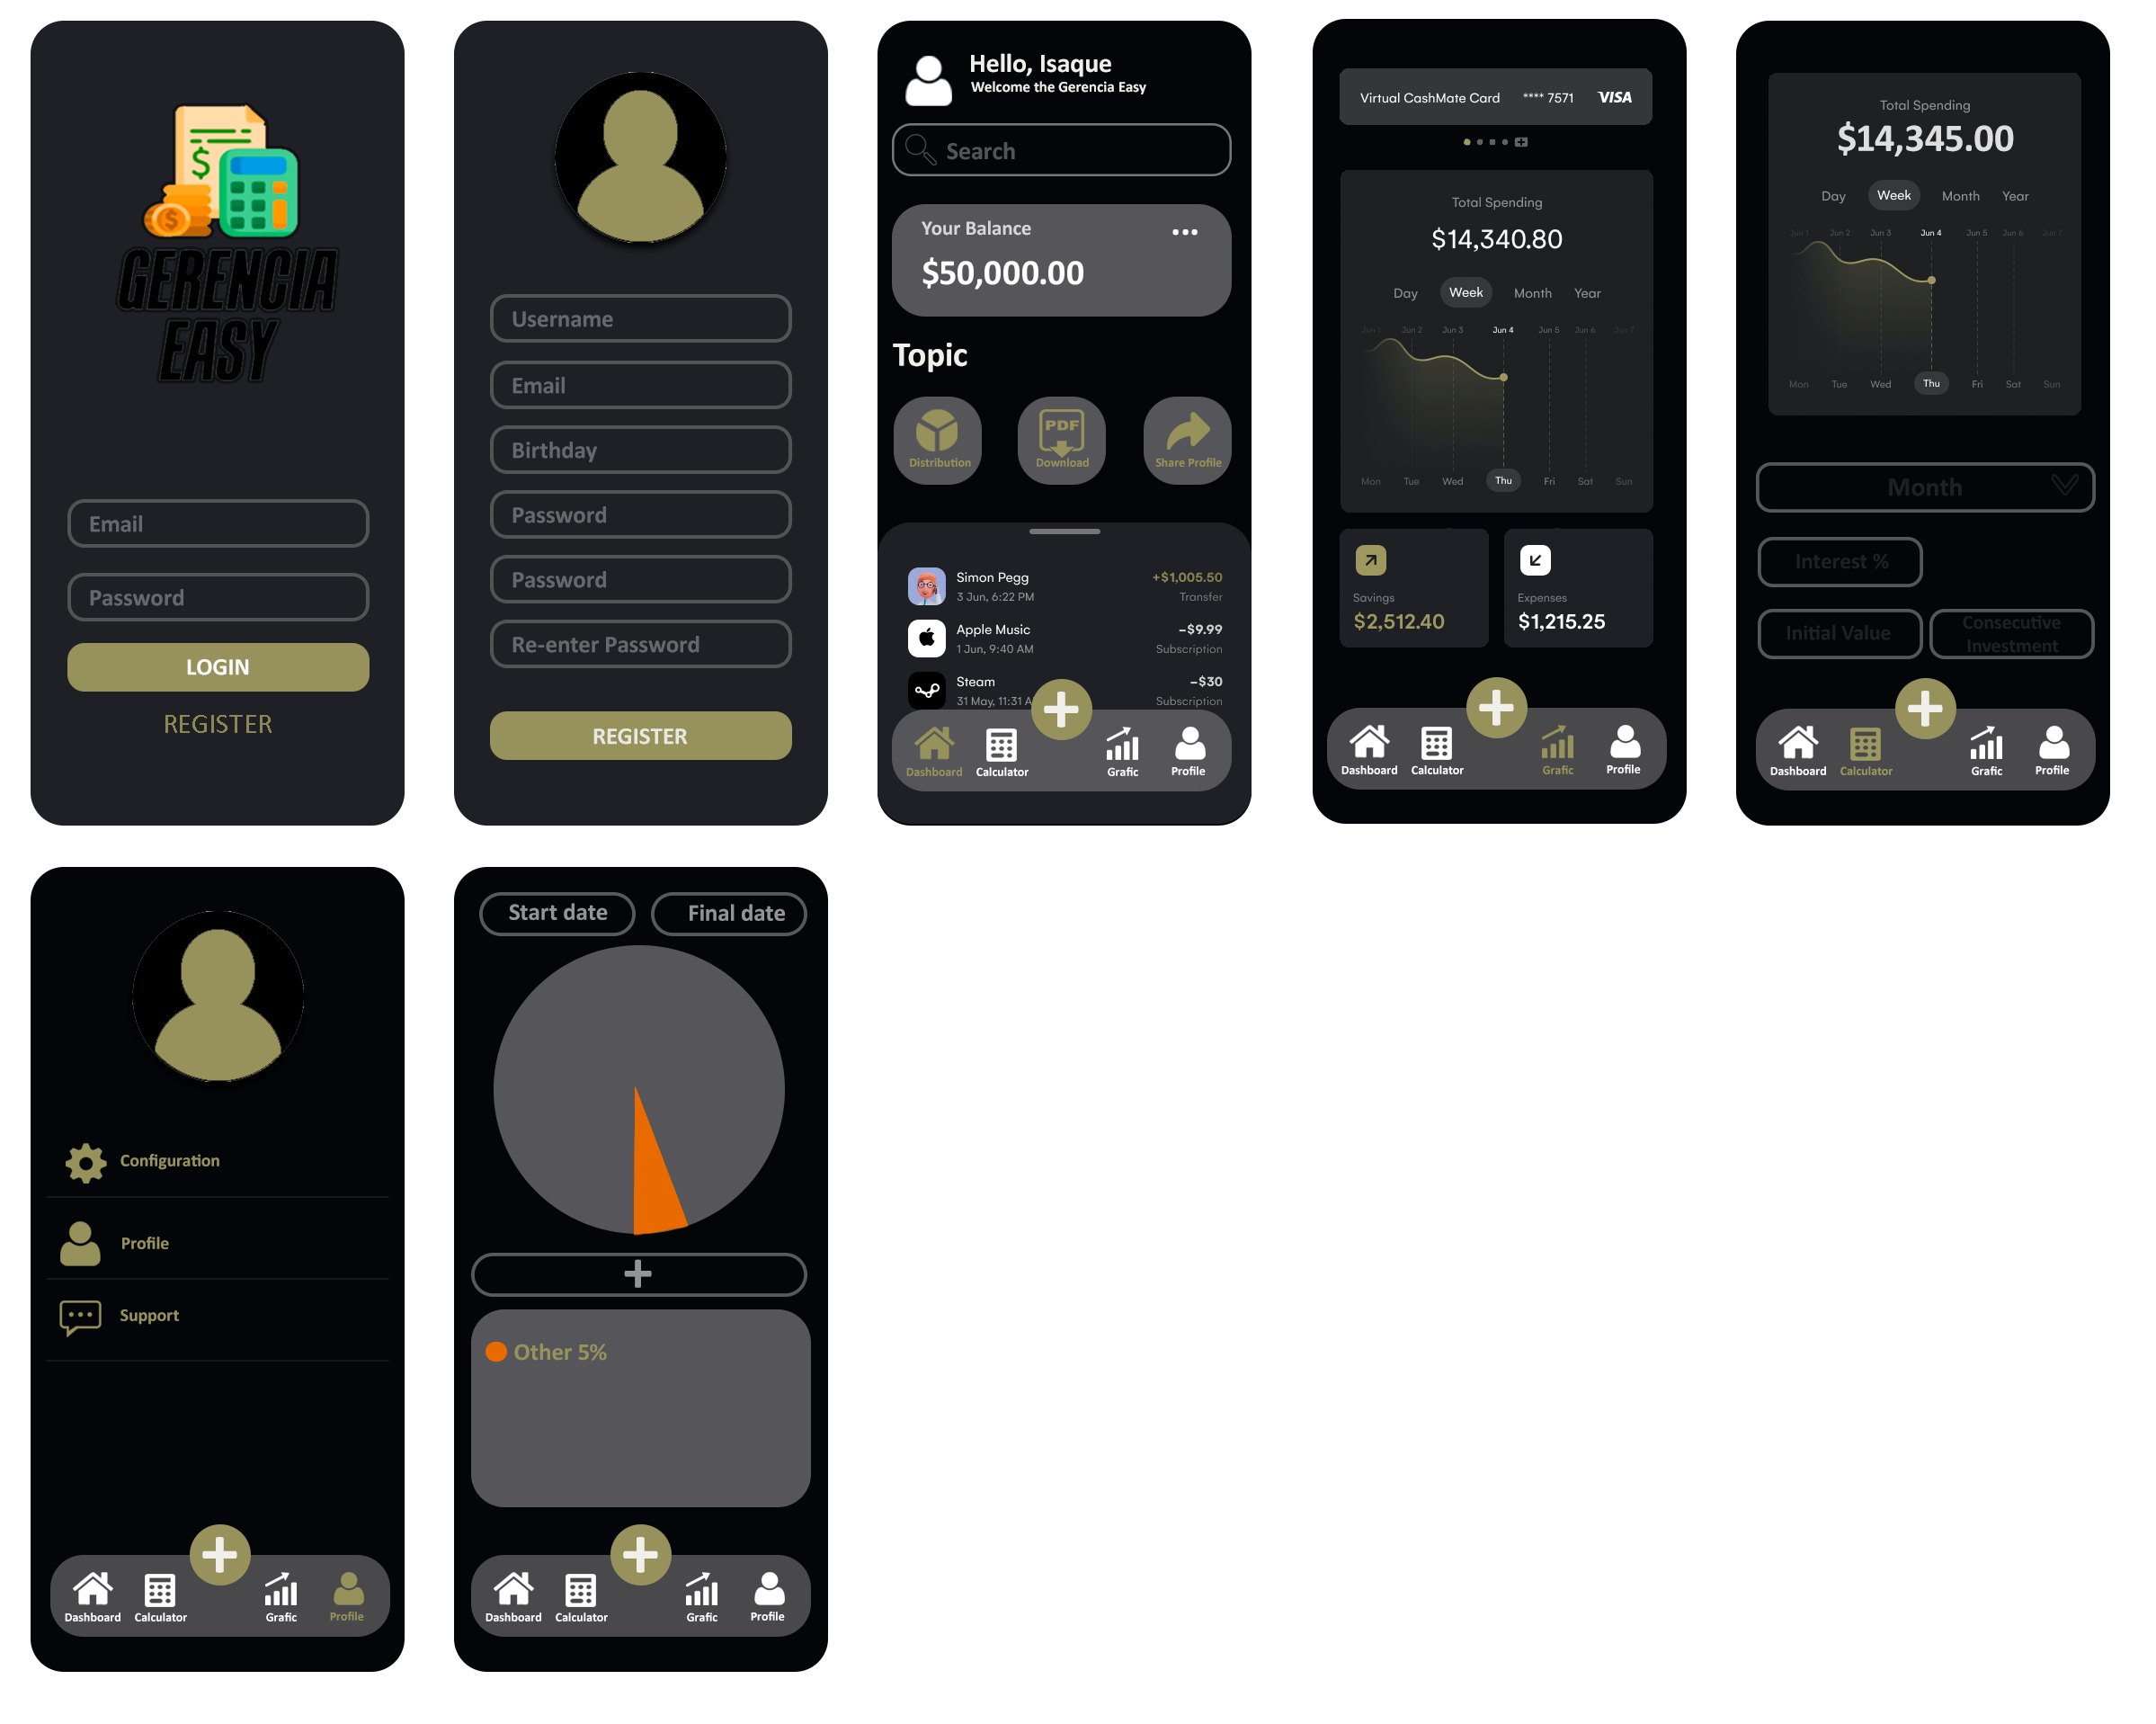 GERENCIA
EASY
Email
Password
LOGIN
REGISTER
Username
Email
Birthday
Password
Password
Re-enter Password
REGISTER
Hello, Isaque
Welcome the Gerencia Easy
Search
Your Balance
$50,000.00
Topic
Distribution
PDF
Download
Share Profile
Simon Pegg +$1,005.50
3 Jun, 6:22 PM Transfer
Apple Music -$9.99
1 Jun, 9:40 AM Subscription
Steam -$30
31 May, 11:31 A Subscription
Dashboard Calculator Grafic Profile
Virtual CashMate Card **** 7571 VISA
Total Spending
$14,340.80
Day Week Month Year
Jun 1 Jun 2 Jun 3 Jun 4 Jun 5 Jun 6 Jun 7
Mon Tue Wed Thu Fri Sat Sun
Savings
$2,512.40
Expenses
$1,215.25
Dashboard Calculator Grafic Profile
Total Spending
$14,345.00
Day Week Month Year
Jun 1 Jun 2 Jun 3 Jun 4 Jun 5 Jun 6 Jun 7
Mon Tue Wed Thu Fri Sat Sun
Month
Interest %
Initial Value
Consecutive
Investment
Dashboard Calculator Grafic Profile
Configuration
Profile
Support
Dashboard Calculator Grafic Profile
Start date Final date
Other 5%
Dashboard Calculator Grafic Profile